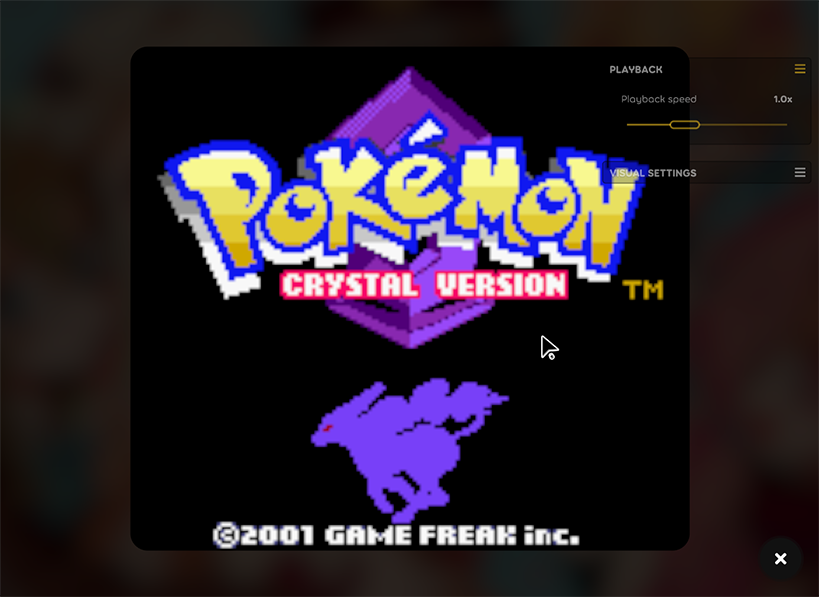 POKéMON
CRYSTAL VERSION
TM
©2001 GAME FREAK inc.
PLAYBACK
Playback speed 1.0x
VISUAL SETTINGS